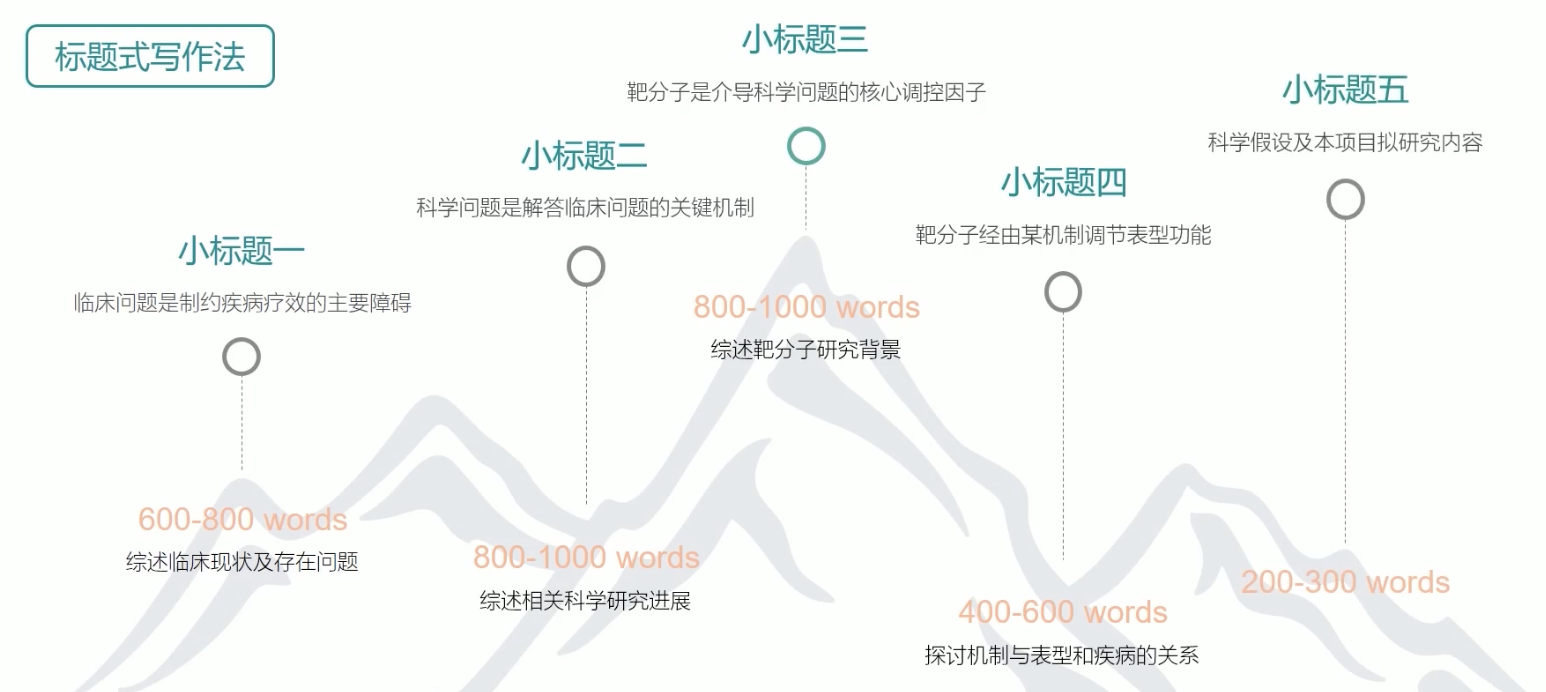 标题式写作法
小标题一
临床问题是制约疾病疗效的主要障碍
600-800 words
综述临床现状及存在问题
小标题二
科学问题是解答临床问题的关键机制
800-1000 words
综述相关科学研究进展
小标题三
靶分子是介导科学问题的核心调控因子
800-1000 words
综述靶分子研究背景
小标题四
靶分子经由某机制调节表型功能
400-600 words
探讨机制与表型和疾病的关系
小标题五
科学假设及本项目拟研究内容
200-300 words